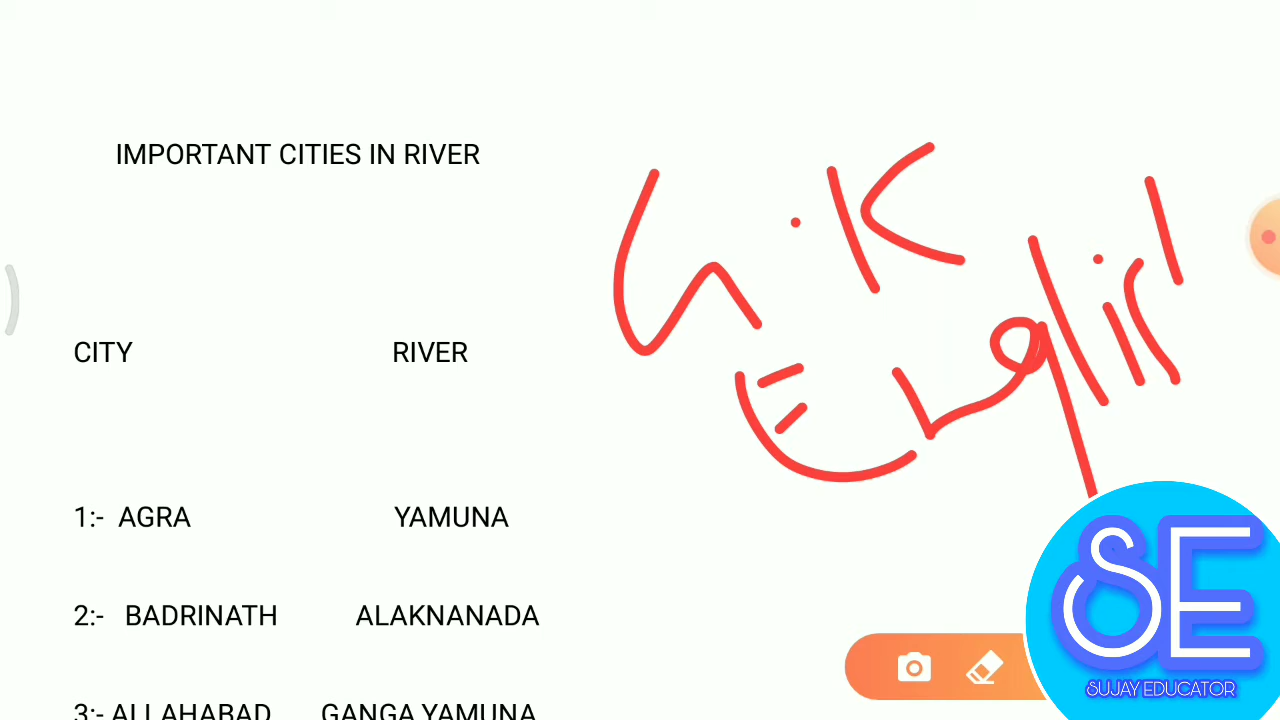 IMPORTANT CITIES IN RIVER
G.K
English
CITY RIVER
1:- AGRA YAMUNA
2:- BADRINATH ALAKNANADA
3:- ALLAHABAD GANGA YAMUNA
SE
SUJAY EDUCATOR